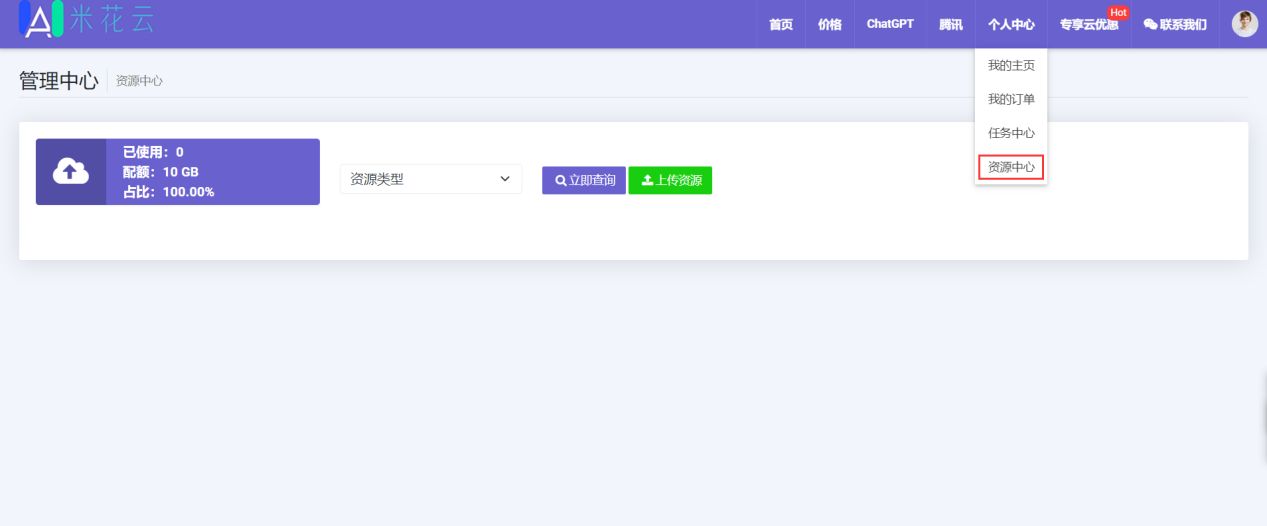 AI 米花云
首页 价格 ChatGPT 腾讯 个人中心 专享云优惠 Hot 联系我们
我的主页
我的订单
任务中心
资源中心
管理中心 资源中心
已使用：0
配额：10 GB
占比：100.00%
资源类型
立即查询 上传资源